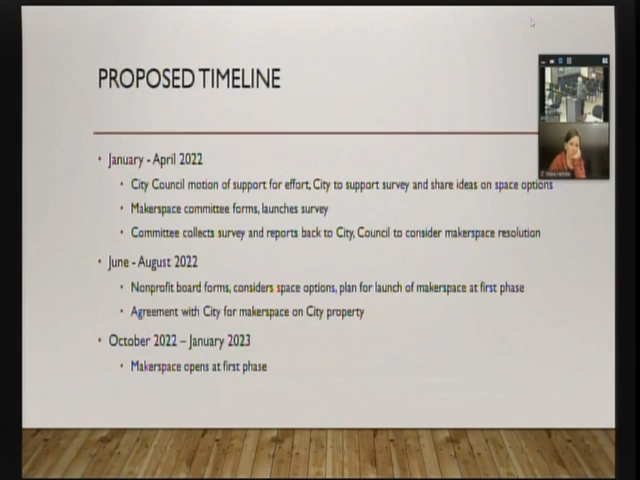 PROPOSED TIMELINE
• January - April 2022
• City Council motion of support for effort, City to support survey and share ideas on space options
• Makerspace committee forms, launches survey
• Committee collects survey and reports back to City, Council to consider makerspace resolution
• June - August 2022
• Nonprofit board forms, considers space options, plan for launch of makerspace at first phase
• Agreement with City for makerspace on City property
• October 2022 – January 2023
• Makerspace opens at first phase